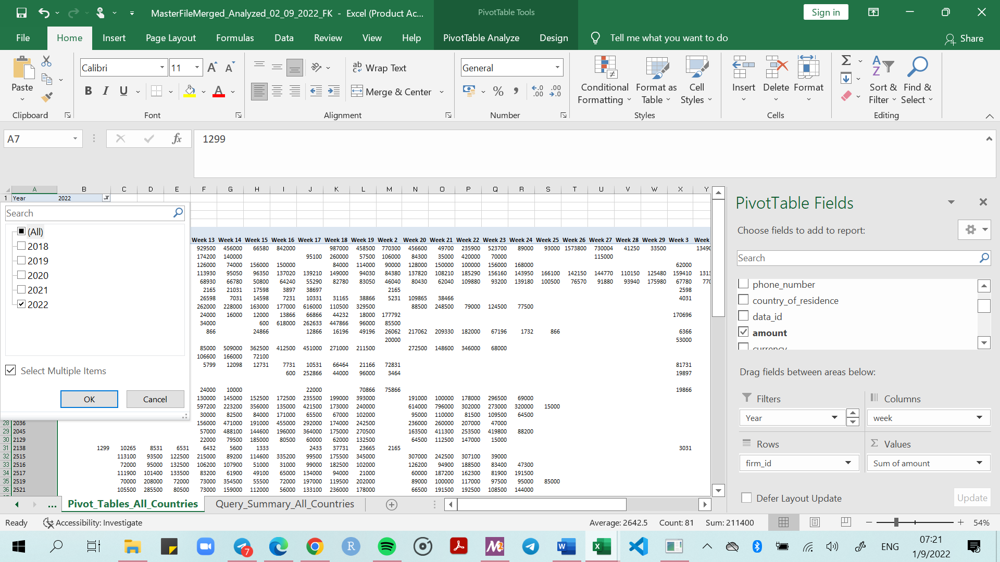 MasterFileMerged_Analyzed_02_09_2022_FK - Excel (Product Ac...
PivotTable Tools
Sign in
File Home Insert Page Layout Formulas Data Review View Help PivotTable Analyze Design Tell me what you want to do Share
Calibri 11 Wrap Text General
Paste B I U Merge & Center % Conditional Formatting Format as Table Cell Styles Insert Delete Format Sort & Filter Find & Select
Clipboard Font Alignment Number Styles Cells Editing
A7 fx 1299
A B C D E F G H I J K L M N O P Q R S T U V W X Y
1 Year 2022
Search
(All)
2018
2019
2020
2021
2022
Select Multiple Items
OK Cancel
Week 13 Week 14 Week 15 Week 16 Week 17 Week 18 Week 19 Week 2 Week 20 Week 21 Week 22 Week 23 Week 24 Week 25 Week 26 Week 27 Week 28 Week 29 Week 3 Week
929500 456000 66580 842000 987000 458500 770300 456600 49700 235900 523700 89000 93000 1573800 730004 41250 33500 13490
174200 140000 95100 260000 57500 106000 84300 35000 420000 70000 115000
126000 74000 156000 150000 84000 114000 90000 128000 150000 100000 156000 168000 62000
113930 95050 96350 137020 139210 149000 94030 84380 137820 108210 185290 156160 143950 166100 142150 144770 110150 125480 159410 1313
68930 66780 50800 64240 55290 82780 83050 46040 80430 62040 109880 93200 139180 100500 76570 91880 93940 175980 67780 770
2165 21031 17598 3897 38697 2165 2598
26598 7031 14598 7231 10331 31165 38866 5231 109865 38466 4031
262000 228000 163000 177000 616000 110500 329500 88500 248500 79000 124500 77500
24000 16000 12000 13866 66866 44232 18000 177792 170696
34000 600 618000 262633 447866 96000 85500
866 24866 12866 16196 49196 26062 217062 209330 182000 67196 1732 866 6366
20000 53000
85000 509000 362500 412500 451000 271000 211500 272500 148600 346000 68000
106600 166000 72100
5799 12098 12731 7731 10531 66464 21166 72831 81731
600 252866 44000 96000 3464 19897
24000 10000 22000 70866 75866 19866
130000 145000 152500 172500 235500 199000 393000 191000 100000 178000 296500 69000
597200 223200 356000 135000 421500 173000 240000 614000 796000 302000 273000 320000 15000
30000 82500 84000 171000 65500 67000 102000 95000 110000 81500 109500 64500
28 2036 156000 471000 191000 455000 292000 174000 242500 236000 260000 207000 47000
29 2045 57000 488100 144600 196000 364000 175000 270500 163500 411300 253500 419800 88200
30 2129 22000 79500 185000 80500 60000 62000 132500 64500 112500 147000 15000
31 2138 1299 10265 8531 6531 6432 5600 1333 2433 37731 23665 2165 3031
32 2515 113100 93500 122500 215000 89200 114600 335200 99500 175500 345000 307000 242500 307100 39000
33 2516 72000 95000 132500 106200 107900 51000 31000 99000 182500 102000 126200 94900 188500 83400 47300
34 2517 111900 101400 133500 83200 61900 49100 65000 134000 94000 21000 60000 187200 162300 81900 191500
35 2519 70000 208000 72000 73000 354500 55500 72000 197000 119500 202000 89000 100000 117000 97500 95000 85000
36 2521 105500 285500 80500 73000 159000 112000 56000 133100 236000 178000 66500 191500 192500 108500 144000
PivotTable Fields
Choose fields to add to report:
Search
phone_number
country_of_residence
data_id
amount
currency
Drag fields between areas below:
Filters Columns
Year week
Rows Values
firm_id Sum of amount
Defer Layout Update Update
... Pivot_Tables_All_Countries Query_Summary_All_Countries
Ready Accessibility: Investigate Average: 2642.5 Count: 81 Sum: 211400 54%
7 ENG 07:21
1/9/2022